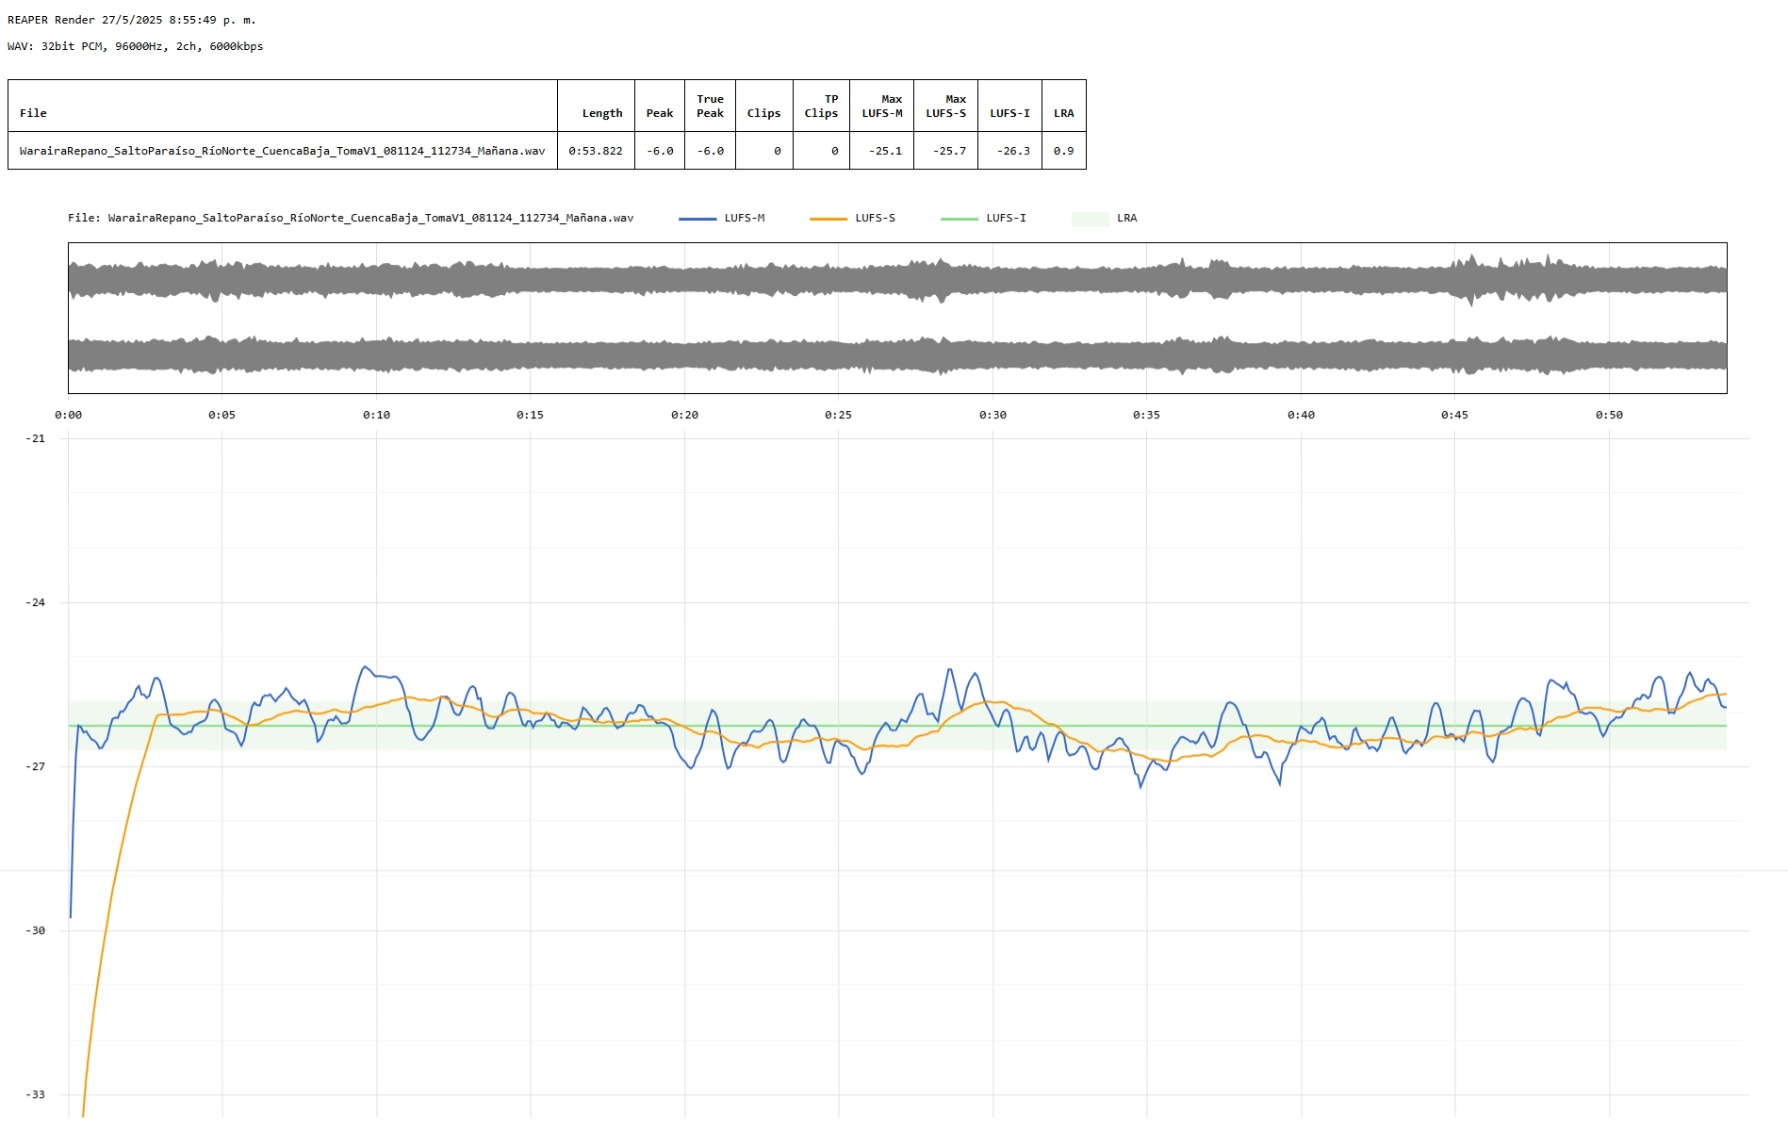 REAPER Render 27/5/2025 8:55:49 p. m.
WAV: 32bit PCM, 96000Hz, 2ch, 6000kbps
File Length Peak True Peak Clips TP Clips Max LUFS-M Max LUFS-S LUFS-I LRA
WarairaRepano_SaltoParaíso_RíoNorte_CuencaBaja_TomaV1_081124_112734_Mañana.wav 0:53.822 -6.0 -6.0 0 0 -25.1 -25.7 -26.3 0.9
File: WarairaRepano_SaltoParaíso_RíoNorte_CuencaBaja_TomaV1_081124_112734_Mañana.wav LUFS-M LUFS-S LUFS-I LRA
0:00 0:05 0:10 0:15 0:20 0:25 0:30 0:35 0:40 0:45 0:50
-21
-24
-27
-30
-33